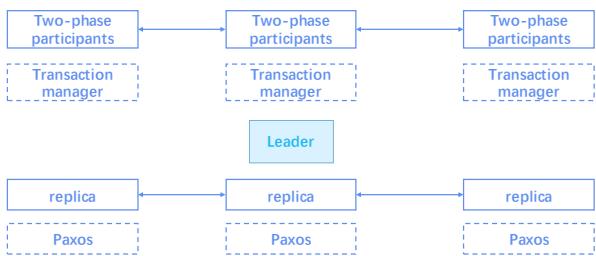 Two-phase participants
Two-phase participants
Two-phase participants
Transaction manager
Transaction manager
Transaction manager
Leader
replica
replica
replica
Paxos
Paxos
Paxos